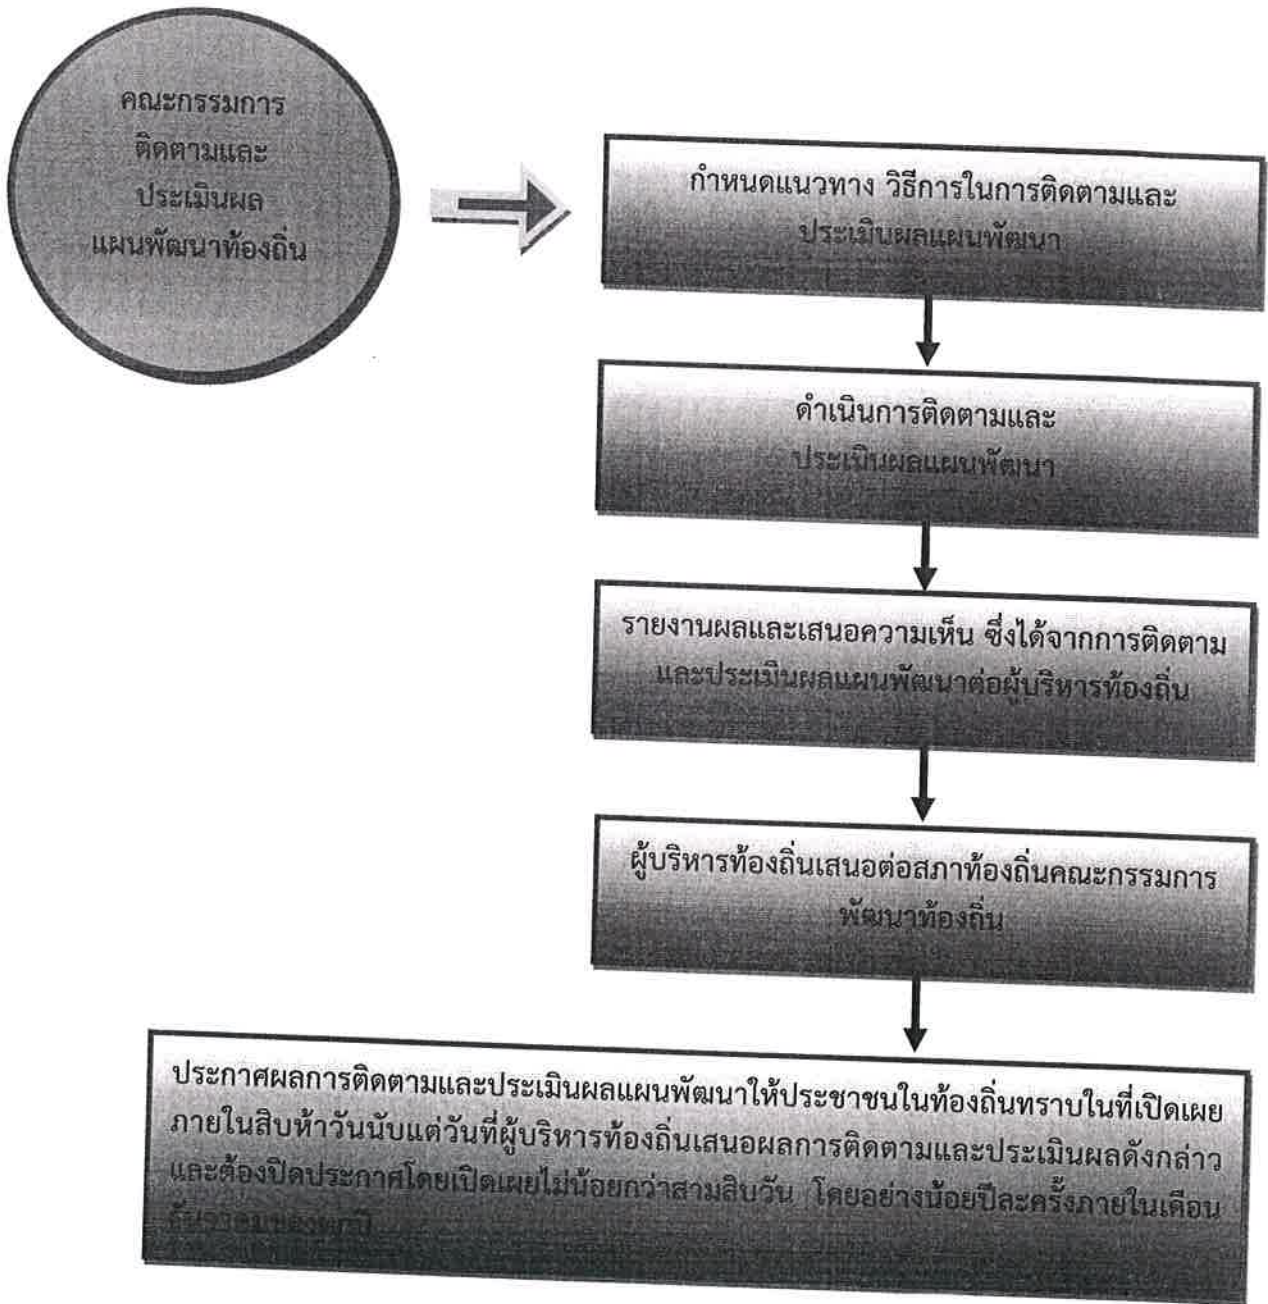 คณะกรรมการ
ติดตามและ
ประเมินผล
แผนพัฒนาท้องถิ่น
กำหนดแนวทาง วิธีการในการติดตามและ
ประเมินผลแผนพัฒนา
ดำเนินการติดตามและ
ประเมินผลแผนพัฒนา
รายงานผลและเสนอความเห็น ซึ่งได้จากการติดตาม
และประเมินผลแผนพัฒนาต่อผู้บริหารท้องถิ่น
ผู้บริหารท้องถิ่นเสนอต่อสภาท้องถิ่นคณะกรรมการ
พัฒนาท้องถิ่น
ประกาศผลการติดตามและประเมินผลแผนพัฒนาให้ประชาชนในท้องถิ่นทราบในที่เปิดเผย
ภายในสิบห้าวันนับแต่วันที่ผู้บริหารท้องถิ่นเสนอผลการติดตามและประเมินผลดังกล่าว
และต้องปิดประกาศโดยเปิดเผยไม่น้อยกว่าสามสิบวัน โดยอย่างน้อยปีละครั้งภายในเดือน
ธันวาคมของทุกปี